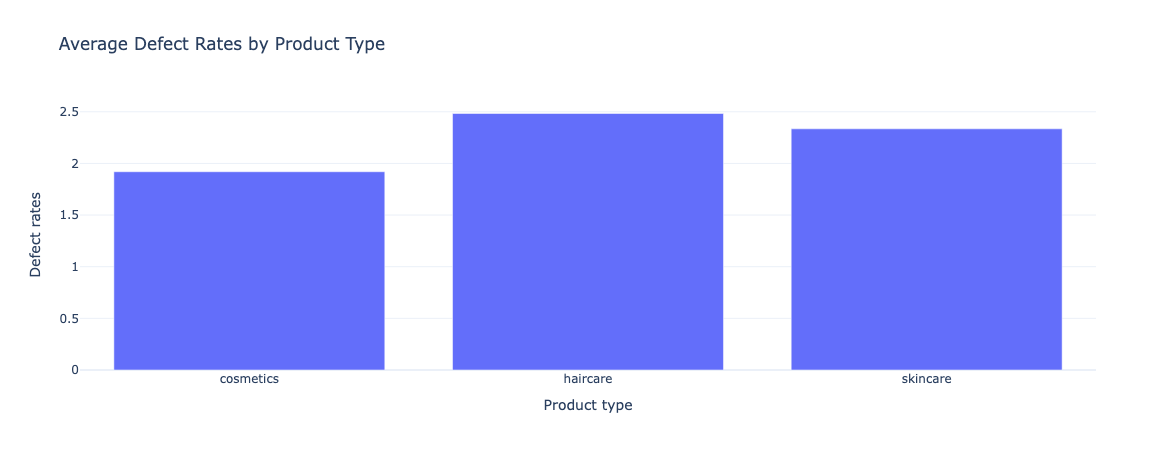 Average Defect Rates by Product Type
2.5
2
1.5
1
0.5
0
Defect rates
cosmetics
haircare
skincare
Product type